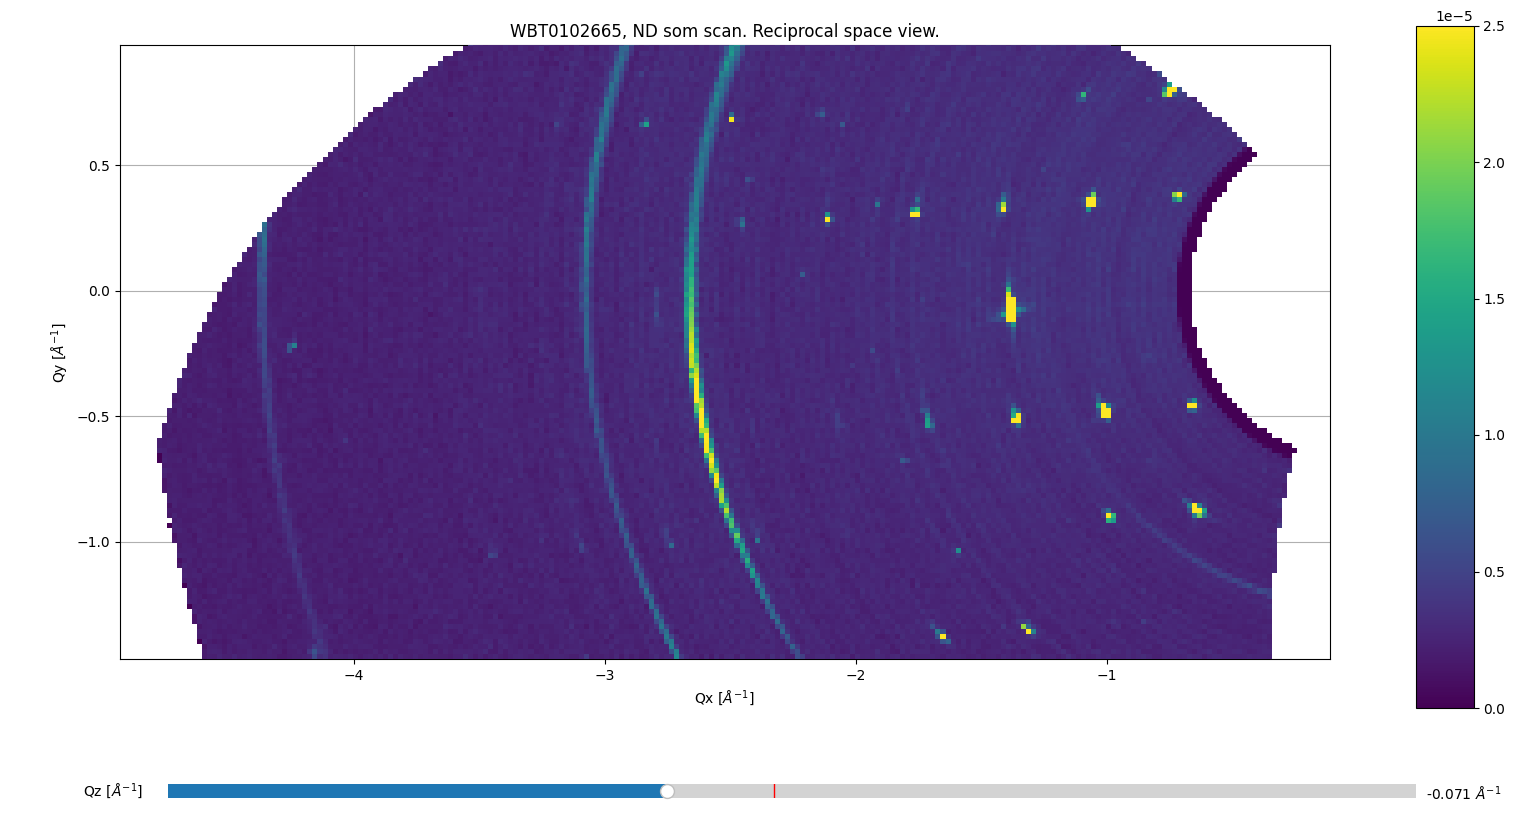 WBT0102665, ND som scan. Reciprocal space view.
1e−5
2.5
2.0
1.5
1.0
0.5
0.0
0.5
0.0
−0.5
−1.0
Qy [Å⁻¹]
−4 −3 −2 −1
Qx [Å⁻¹]
Qz [Å⁻¹] -0.071 Å⁻¹